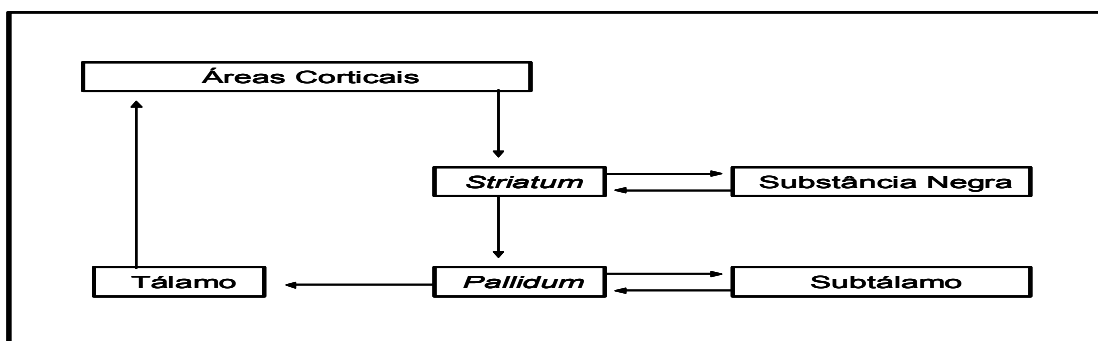 Áreas Corticais
Striatum
Substância Negra
Tálamo
Pallidum
Subtálamo